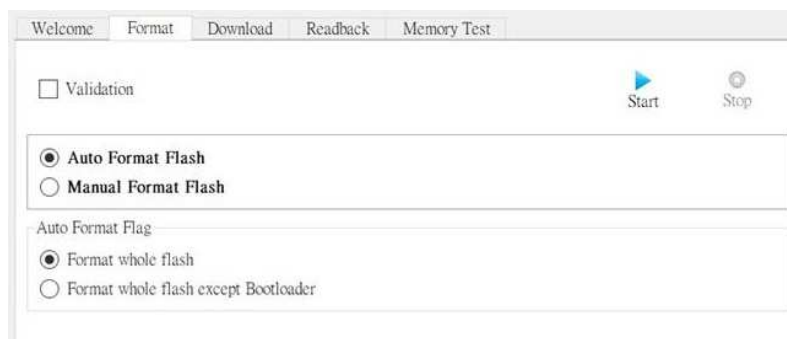 Welcome Format Download Readback Memory Test
Validation
Start Stop
Auto Format Flash
Manual Format Flash
Auto Format Flag
Format whole flash
Format whole flash except Bootloader